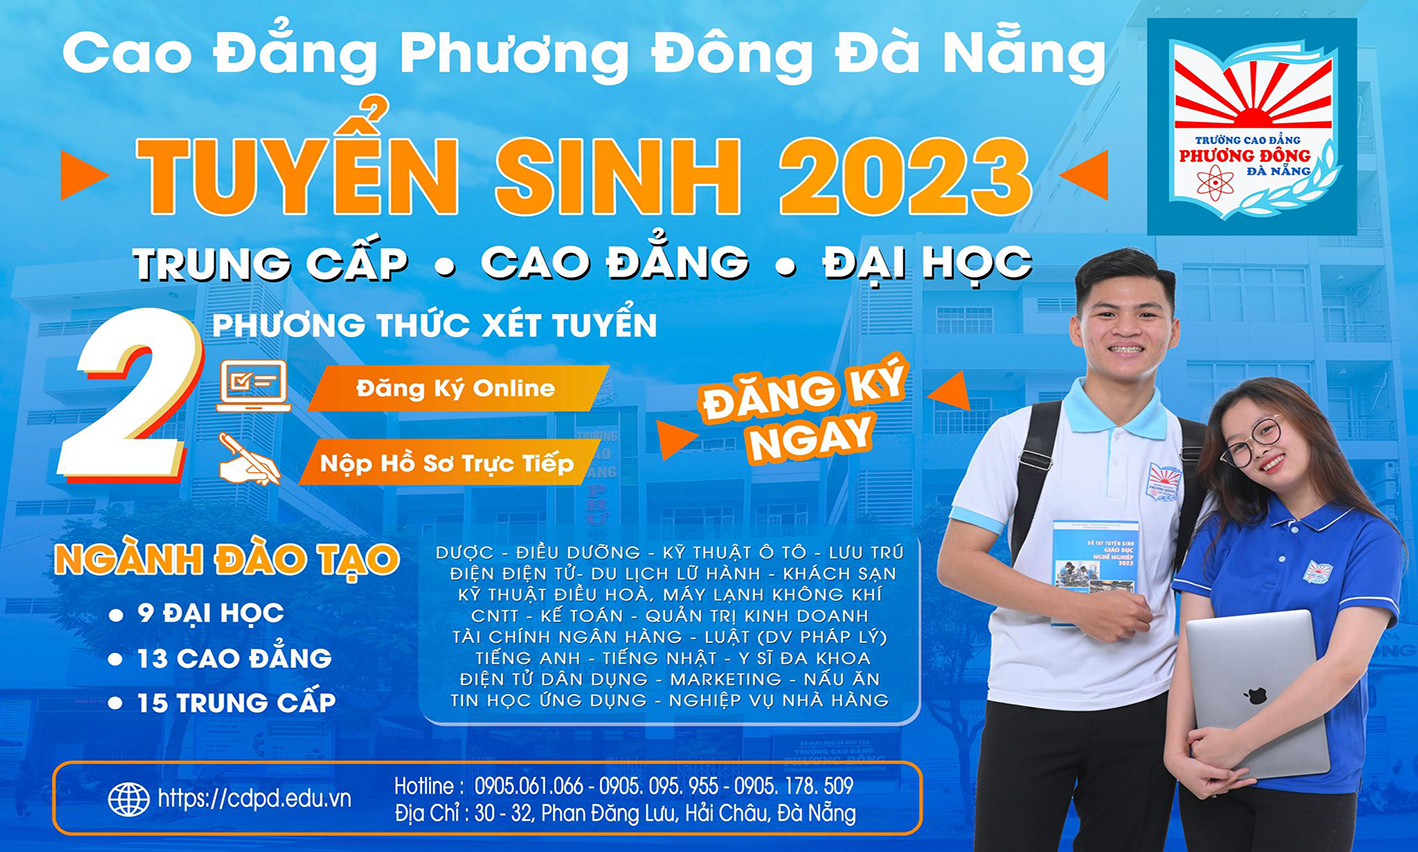 Cao Đẳng Phương Đông Đà Nẵng
TUYỂN SINH 2023
TRUNG CẤP • CAO ĐẲNG • ĐẠI HỌC
TRƯỜNG CAO ĐẲNG
PHƯƠNG ĐÔNG
ĐÀ NẴNG
2 PHƯƠNG THỨC XÉT TUYỂN
Đăng Ký Online
Nộp Hồ Sơ Trực Tiếp
ĐĂNG KÝ
NGAY
NGÀNH ĐÀO TẠO
• 9 ĐẠI HỌC
• 13 CAO ĐẲNG
• 15 TRUNG CẤP
DƯỢC - ĐIỀU DƯỠNG - KỸ THUẬT Ô TÔ - LƯU TRÚ
ĐIỆN ĐIỆN TỬ- DU LỊCH LỮ HÀNH - KHÁCH SẠN
KỸ THUẬT ĐIỀU HOÀ, MÁY LẠNH KHÔNG KHÍ
CNTT - KẾ TOÁN - QUẢN TRỊ KINH DOANH
TÀI CHÍNH NGÂN HÀNG - LUẬT (DV PHÁP LÝ)
TIẾNG ANH - TIẾNG NHẬT - Y SĨ ĐA KHOA
ĐIỆN TỬ DÂN DỤNG - MARKETING - NẤU ĂN
TIN HỌC ỨNG DỤNG - NGHIỆP VỤ NHÀ HÀNG
SỔ TAY TUYỂN SINH
GIÁO DỤC
NGHỀ NGHIỆP
2023
https://cdpd.edu.vn
Hotline : 0905.061.066 - 0905. 095. 955 - 0905. 178. 509
Địa Chỉ : 30 - 32, Phan Đăng Lưu, Hải Châu, Đà Nẵng
TRƯỜNG CAO ĐẲNG
PHƯƠNG ĐÔNG